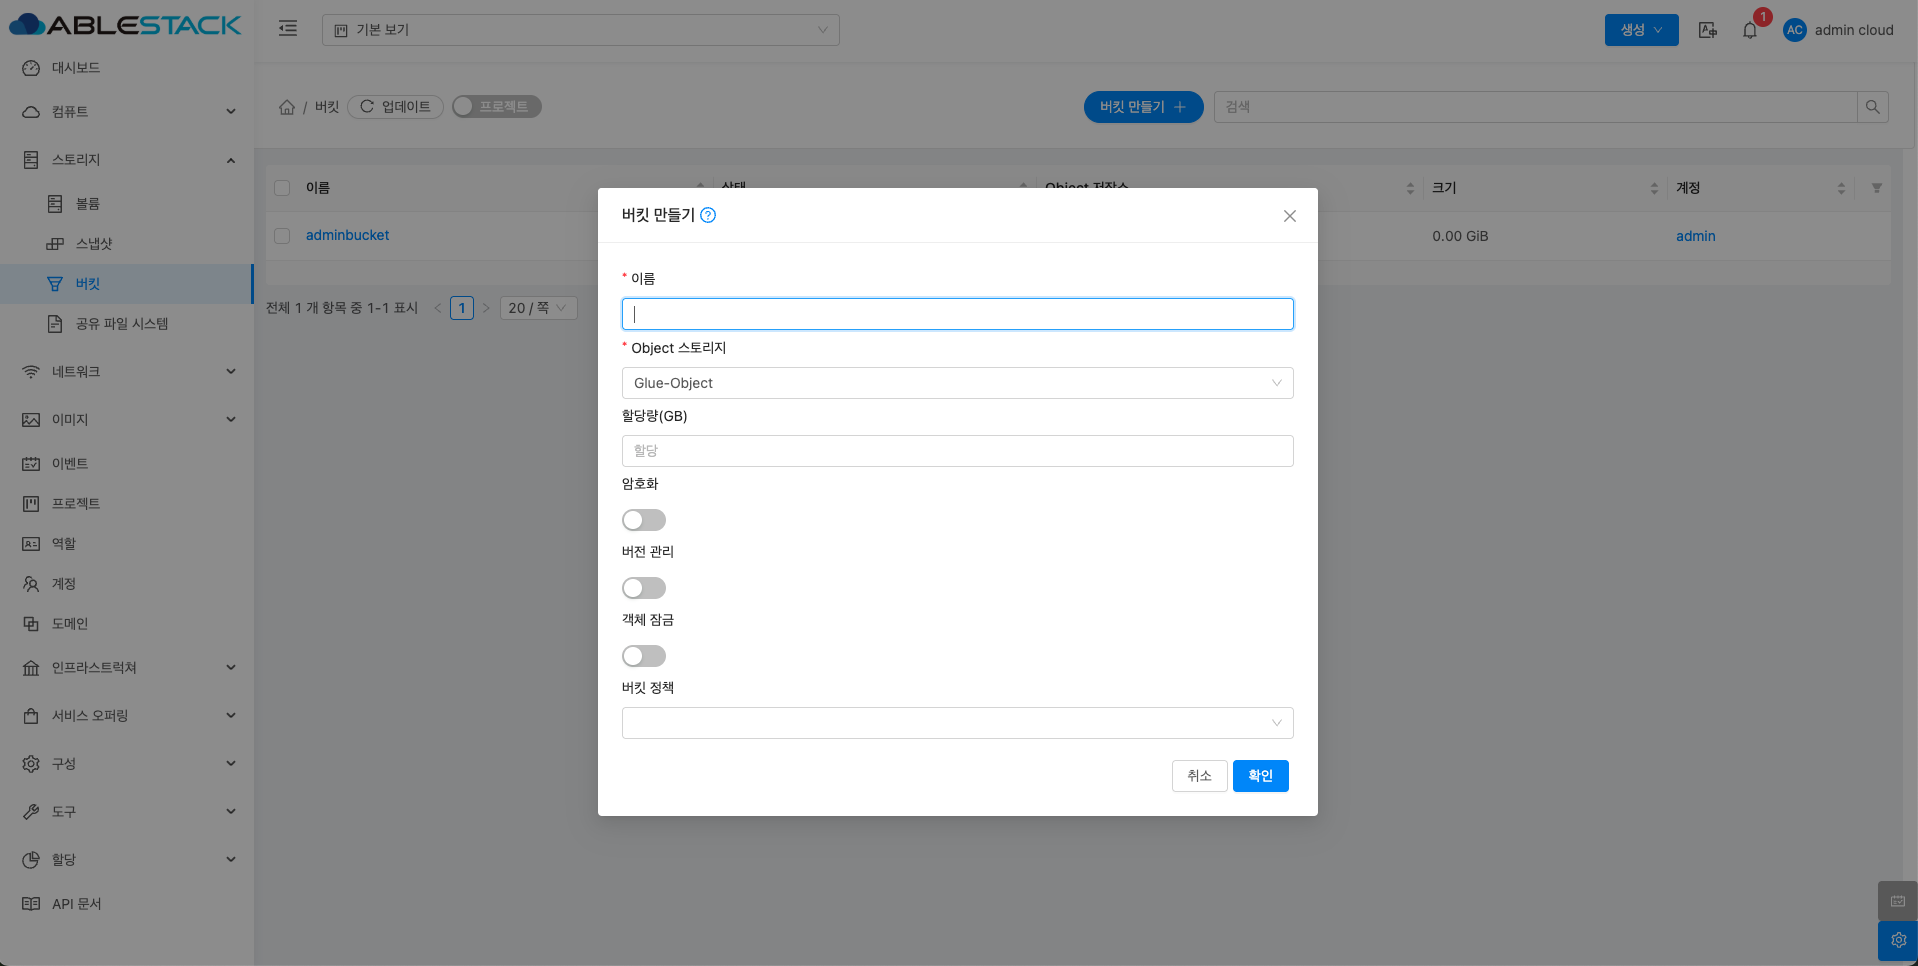 ABLESTACK
기본 보기
생성
1
AC
admin cloud
대시보드
컴퓨트
스토리지
볼륨
스냅샷
버킷
공유 파일 시스템
네트워크
이미지
이벤트
프로젝트
역할
계정
도메인
인프라스트럭쳐
서비스 오퍼링
구성
도구
할당
API 문서
/ 버킷
업데이트
프로젝트
버킷 만들기
검색
이름
상태
Object 저장소
크기
계정
adminbucket
0.00 GiB
admin
전체 1 개 항목 중 1-1 표시
1
20 / 쪽
버킷 만들기
* 이름
* Object 스토리지
Glue-Object
할당량(GB)
할당
암호화
버전 관리
객체 잠금
버킷 정책
취소
확인